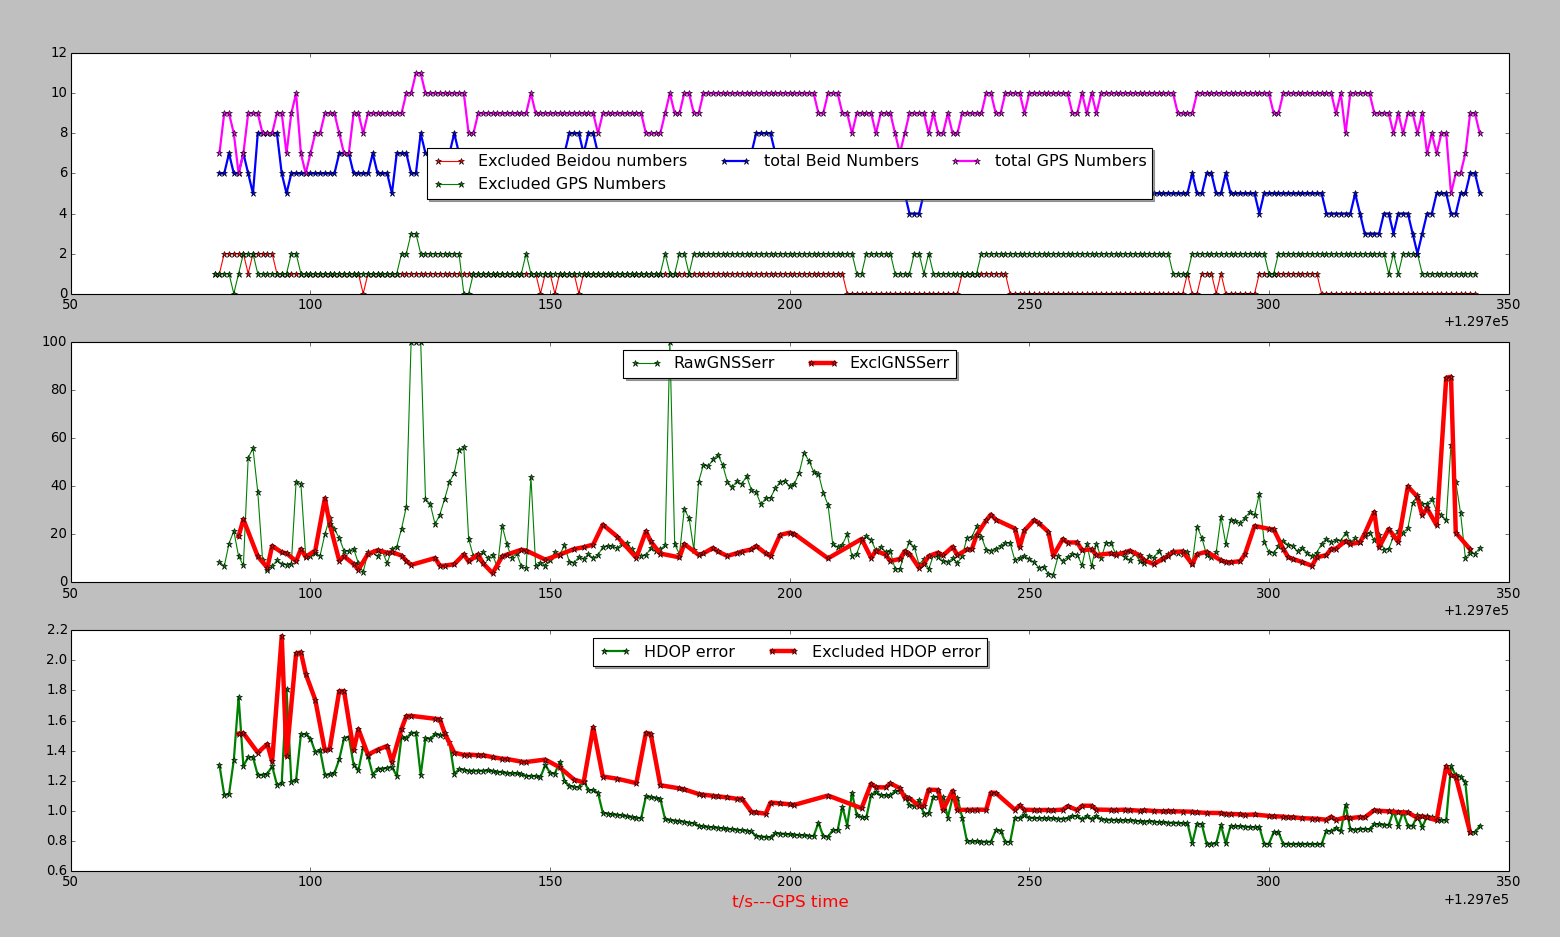 12
10
8
6
4
2
0
Excluded Beidou numbers total Beid Numbers total GPS Numbers
Excluded GPS Numbers
50 100 150 200 250 300 350
+1.297e5
100
80
60
40
20
0
RawGNSSerr ExclGNSSerr
50 100 150 200 250 300 350
+1.297e5
2.2
2.0
1.8
1.6
1.4
1.2
1.0
0.8
0.6
HDOP error Excluded HDOP error
50 100 150 200 250 300 350
+1.297e5
t/s---GPS time